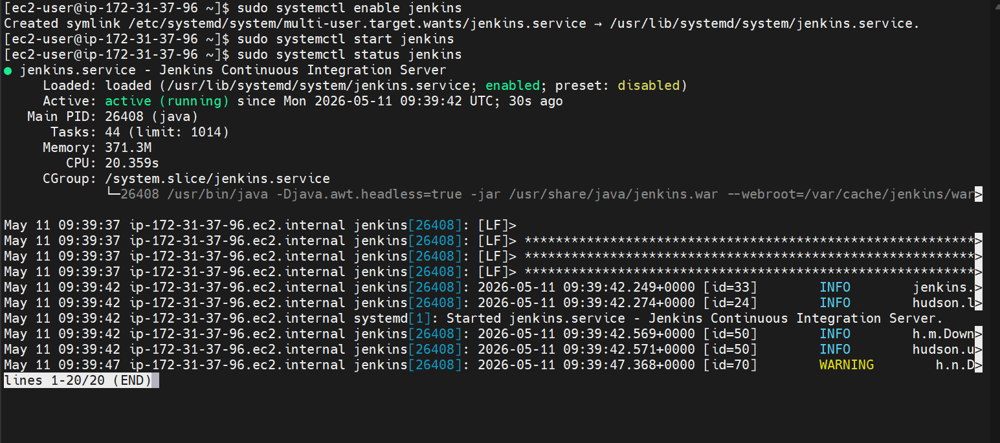 [ec2-user@ip-172-31-37-96 ~]$ sudo systemctl enable jenkins
Created symlink /etc/systemd/system/multi-user.target.wants/jenkins.service → /usr/lib/systemd/system/jenkins.service.
[ec2-user@ip-172-31-37-96 ~]$ sudo systemctl start jenkins
[ec2-user@ip-172-31-37-96 ~]$ sudo systemctl status jenkins
● jenkins.service - Jenkins Continuous Integration Server
     Loaded: loaded (/usr/lib/systemd/system/jenkins.service; enabled; preset: disabled)
     Active: active (running) since Mon 2026-05-11 09:39:42 UTC; 30s ago
   Main PID: 26408 (java)
      Tasks: 44 (limit: 1014)
     Memory: 371.3M
        CPU: 20.359s
     CGroup: /system.slice/jenkins.service
             └─26408 /usr/bin/java -Djava.awt.headless=true -jar /usr/share/java/jenkins.war --webroot=/var/cache/jenkins/war>
May 11 09:39:37 ip-172-31-37-96.ec2.internal jenkins[26408]: [LF]>
May 11 09:39:37 ip-172-31-37-96.ec2.internal jenkins[26408]: [LF]> **********************************************************>
May 11 09:39:37 ip-172-31-37-96.ec2.internal jenkins[26408]: [LF]> **********************************************************>
May 11 09:39:37 ip-172-31-37-96.ec2.internal jenkins[26408]: [LF]> **********************************************************>
May 11 09:39:42 ip-172-31-37-96.ec2.internal jenkins[26408]: 2026-05-11 09:39:42.249+0000 [id=33]        INFO        jenkins.>
May 11 09:39:42 ip-172-31-37-96.ec2.internal jenkins[26408]: 2026-05-11 09:39:42.274+0000 [id=24]        INFO        hudson.l>
May 11 09:39:42 ip-172-31-37-96.ec2.internal systemd[1]: Started jenkins.service - Jenkins Continuous Integration Server.
May 11 09:39:42 ip-172-31-37-96.ec2.internal jenkins[26408]: 2026-05-11 09:39:42.569+0000 [id=50]        INFO        h.m.Down>
May 11 09:39:42 ip-172-31-37-96.ec2.internal jenkins[26408]: 2026-05-11 09:39:42.571+0000 [id=50]        INFO        hudson.u>
May 11 09:39:47 ip-172-31-37-96.ec2.internal jenkins[26408]: 2026-05-11 09:39:47.368+0000 [id=70]        WARNING        h.n.D>
lines 1-20/20 (END)